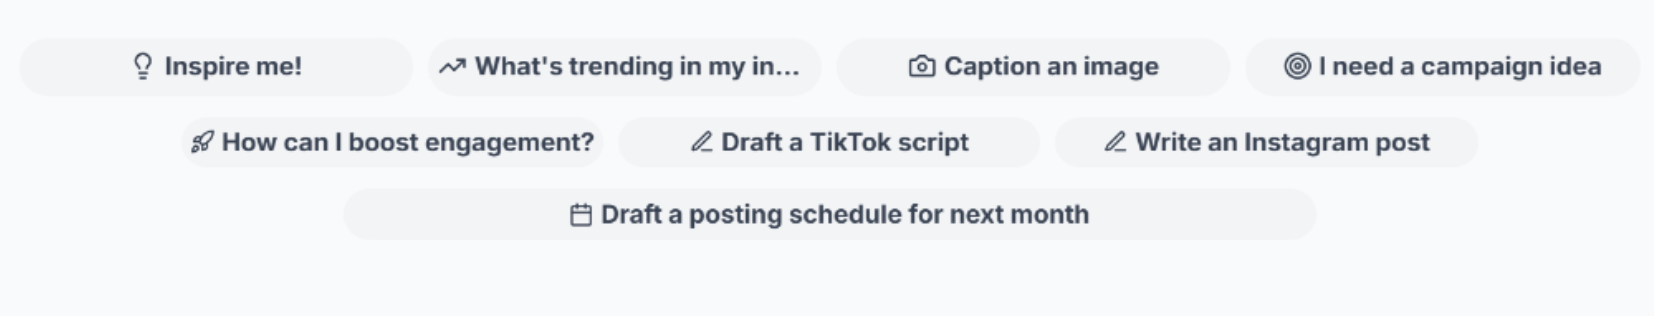 Inspire me!
What's trending in my in...
Caption an image
I need a campaign idea
How can I boost engagement?
Draft a TikTok script
Write an Instagram post
Draft a posting schedule for next month